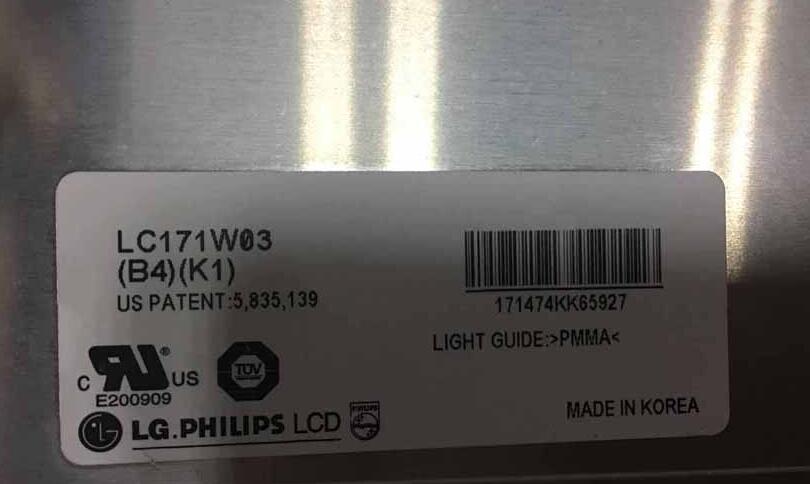 LC171W03
(B4)(K1)
US PATENT:5,835,139
171474KK65927
LIGHT GUIDE:>PMMA<
C RU ® US
E200909
TÜV
LG.PHILIPS LCD
PHILIPS
MADE IN KOREA